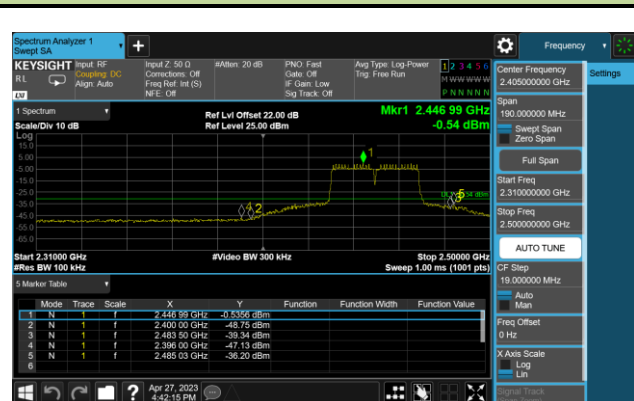 Spectrum Analyzer 1
Swept SA
+
Frequency
KEYSIGHT
RL
LXI
Input: RF
Coupling: DC
Align: Auto
Input Z: 50 Ω
Corrections: Off
Freq Ref: Int (S)
NFE: Off
#Atten: 20 dB
PNO: Fast
Gate: Off
IF Gain: Low
Sig Track: Off
Avg Type: Log-Power
Trig: Free Run
1 2 3 4 5 6
M W W W W W
P N N N N N
Center Frequency
2.405000000 GHz
Settings
1 Spectrum
Scale/Div 10 dB
Log
Ref Lvl Offset 22.00 dB
Ref Level 25.00 dBm
Mkr1 2.446 99 GHz
-0.54 dBm
15.0
5.00
-5.00
-15.0
-25.0
-35.0
-45.0
-55.0
-65.0
1
2
5
Start 2.31000 GHz
#Res BW 100 kHz
#Video BW 300 kHz
Stop 2.50000 GHz
Sweep 1.00 ms (1001 pts)
Span
190.000000 MHz
Swept Span
Zero Span
Full Span
Start Freq
2.310000000 GHz
Stop Freq
2.500000000 GHz
AUTO TUNE
CF Step
19.000000 MHz
Auto
Man
Freq Offset
0 Hz
X Axis Scale
Log
Lin
Signal Track
5 Marker Table
Mode Trace Scale X Y Function Function Width Function Value
1 N 1 f 2.446 99 GHz -0.5356 dBm
2 N 1 f 2.400 00 GHz -48.75 dBm
3 N 1 f 2.483 50 GHz -39.34 dBm
4 N 1 f 2.396 00 GHz -47.13 dBm
5 N 1 f 2.485 03 GHz -36.20 dBm
6
?
Apr 27, 2023
4:42:15 PM